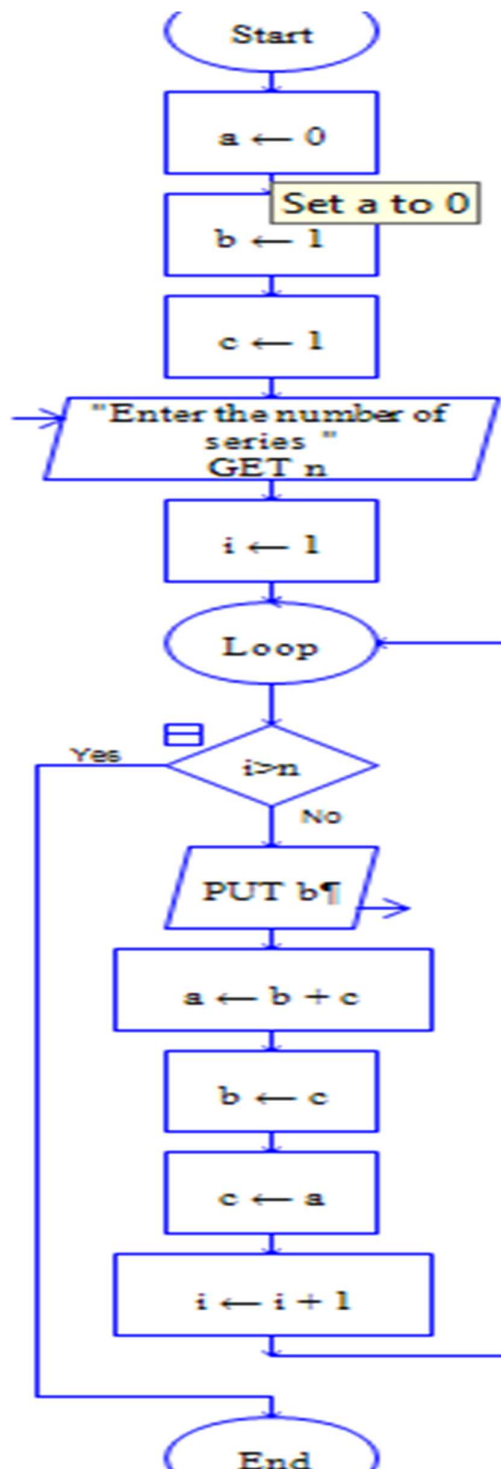 Start
a ← 0
Set a to 0
b ← 1
c ← 1
"Enter the number of
series "
GET n
i ← 1
Loop
Yes
i>n
No
PUT b¶
a ← b + c
b ← c
c ← a
i ← i + 1
End